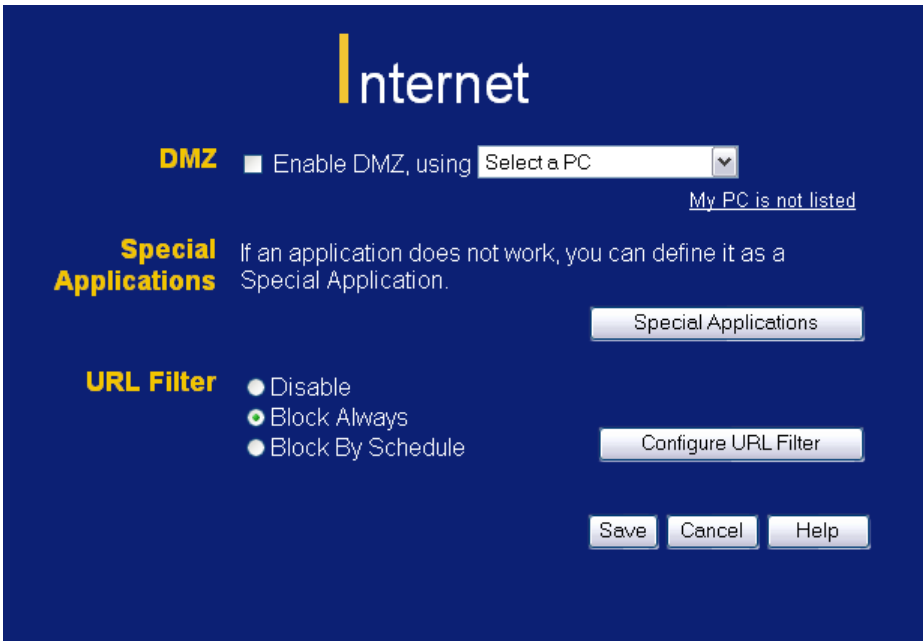 Internet
DMZ Enable DMZ, using Select a PC
My PC is not listed
Special Applications
If an application does not work, you can define it as a
Special Application.
Special Applications
URL Filter
Disable
Block Always
Block By Schedule
Configure URL Filter
Save Cancel Help